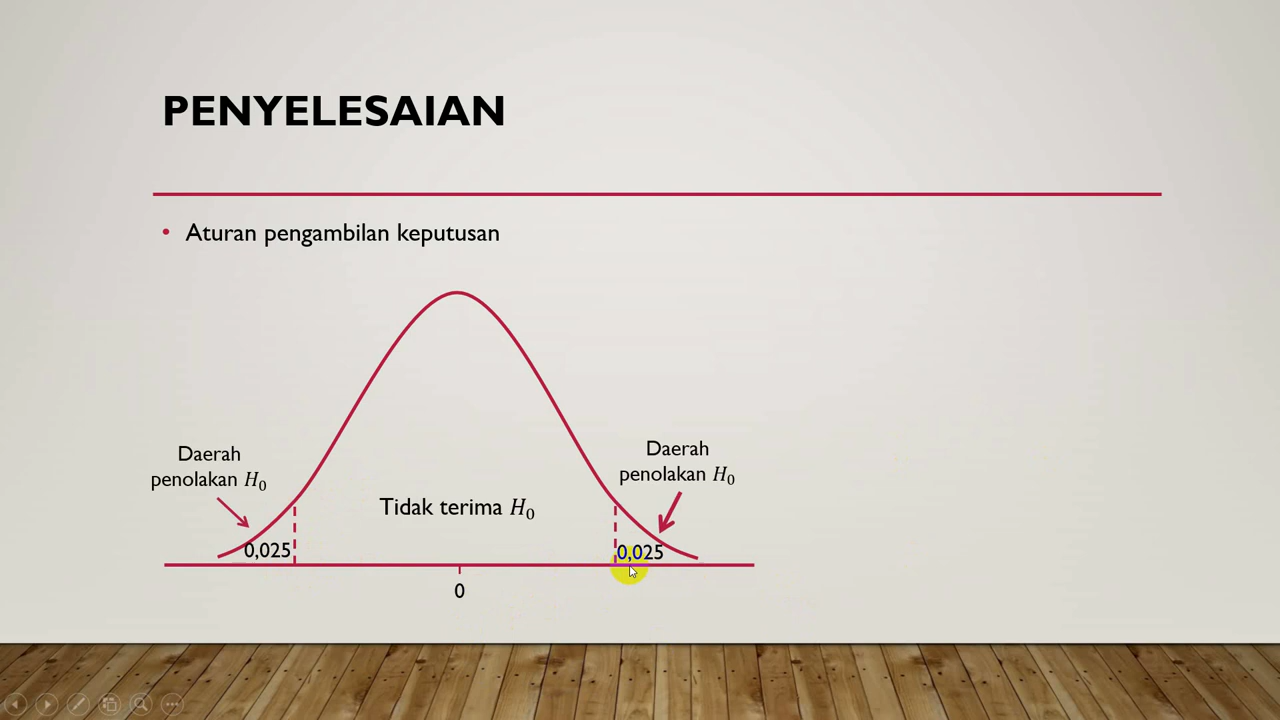 PENYELESAIAN
• Aturan pengambilan keputusan
Daerah
penolakan H₀
Daerah
penolakan H₀
Tidak terima H₀
0,025
0,025
0